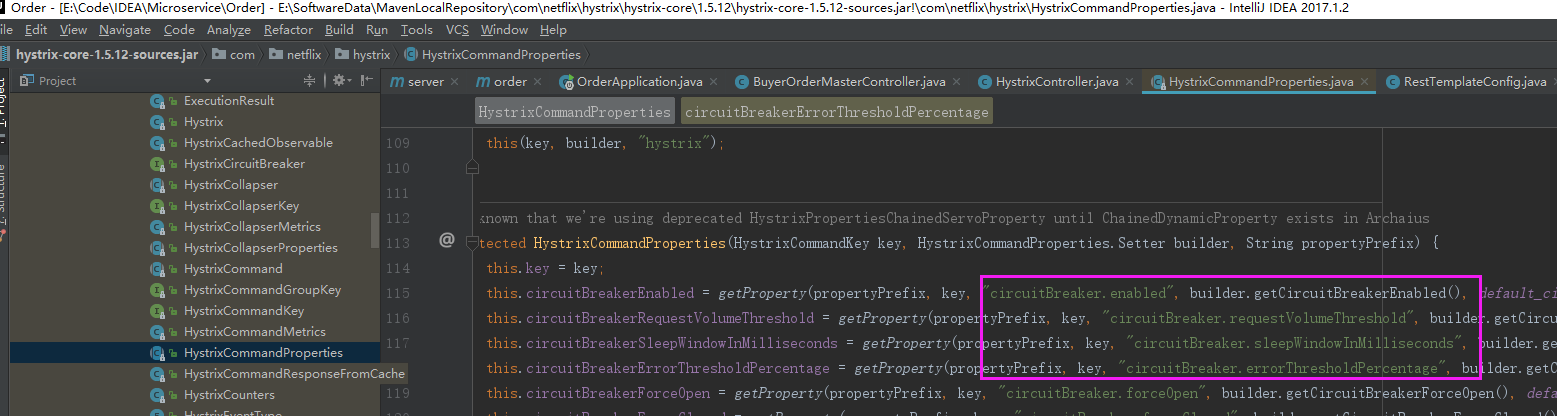 Order - [E:\Code\IDEA\Microservice\Order] - E:\SoftwareData\MavenLocalRepository\com\netflix\hystrix\hystrix-core\1.5.12\hystrix-core-1.5.12-sources.jar!\com\netflix\hystrix\HystrixCommandProperties.java - IntelliJ IDEA 2017.1.2
ile Edit View Navigate Code Analyze Refactor Build Run Tools VCS Window Help
hystrix-core-1.5.12-sources.jar com netflix hystrix HystrixCommandProperties
Project
server order OrderApplication.java BuyerOrderMasterController.java HystrixController.java HystrixCommandProperties.java RestTemplateConfig.java
HystrixCommandProperties circuitBreakerErrorThresholdPercentage
ExecutionResult
Hystrix
HystrixCachedObservable
HystrixCircuitBreaker
HystrixCollapser
HystrixCollapserKey
HystrixCollapserMetrics
HystrixCollapserProperties
HystrixCommand
HystrixCommandGroupKey
HystrixCommandKey
HystrixCommandMetrics
HystrixCommandProperties
HystrixCommandResponseFromCache
HystrixCounters
HystrixEventType
109 this(key, builder, "hystrix");
110
111
112 known that we're using deprecated HystrixPropertiesChainedServoProperty until ChainedDynamicProperty exists in Archaius
113 @ tected HystrixCommandProperties(HystrixCommandKey key, HystrixCommandProperties.Setter builder, String propertyPrefix) {
114 this.key = key;
115 this.circuitBreakerEnabled = getProperty(propertyPrefix, key, "circuitBreaker.enabled", builder.getCircuitBreakerEnabled(), default_ci
116 this.circuitBreakerRequestVolumeThreshold = getProperty(propertyPrefix, key, "circuitBreaker.requestVolumeThreshold", builder.getCircu
117 this.circuitBreakerSleepWindowInMilliseconds = getProperty(propertyPrefix, key, "circuitBreaker.sleepWindowInMilliseconds", builder.ge
118 this.circuitBreakerErrorThresholdPercentage = getProperty(propertyPrefix, key, "circuitBreaker.errorThresholdPercentage", builder.getC
119 this.circuitBreakerForceOpen = getProperty(propertyPrefix, key, "circuitBreaker.forceOpen", builder.getCircuitBreakerForceOpen(), defa